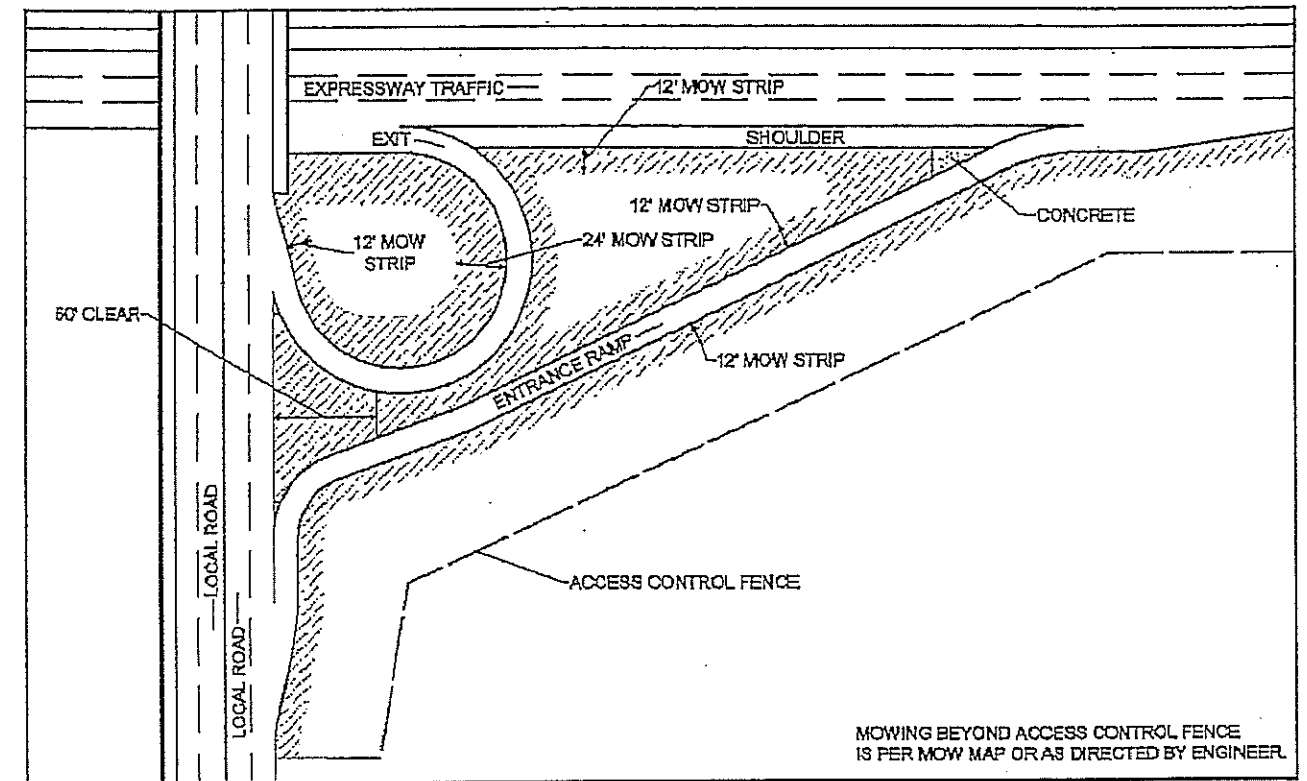 EXPRESSWAY TRAFFIC
12' MOW STRIP
EXIT
SHOULDER
12' MOW STRIP
CONCRETE
12' MOW
STRIP
24' MOW STRIP
60' CLEAR
ENTRANCE RAMP
12' MOW STRIP
LOCAL ROAD
LOCAL ROAD
ACCESS CONTROL FENCE
MOWING BEYOND ACCESS CONTROL FENCE
IS PER MOW MAP OR AS DIRECTED BY ENGINEER.